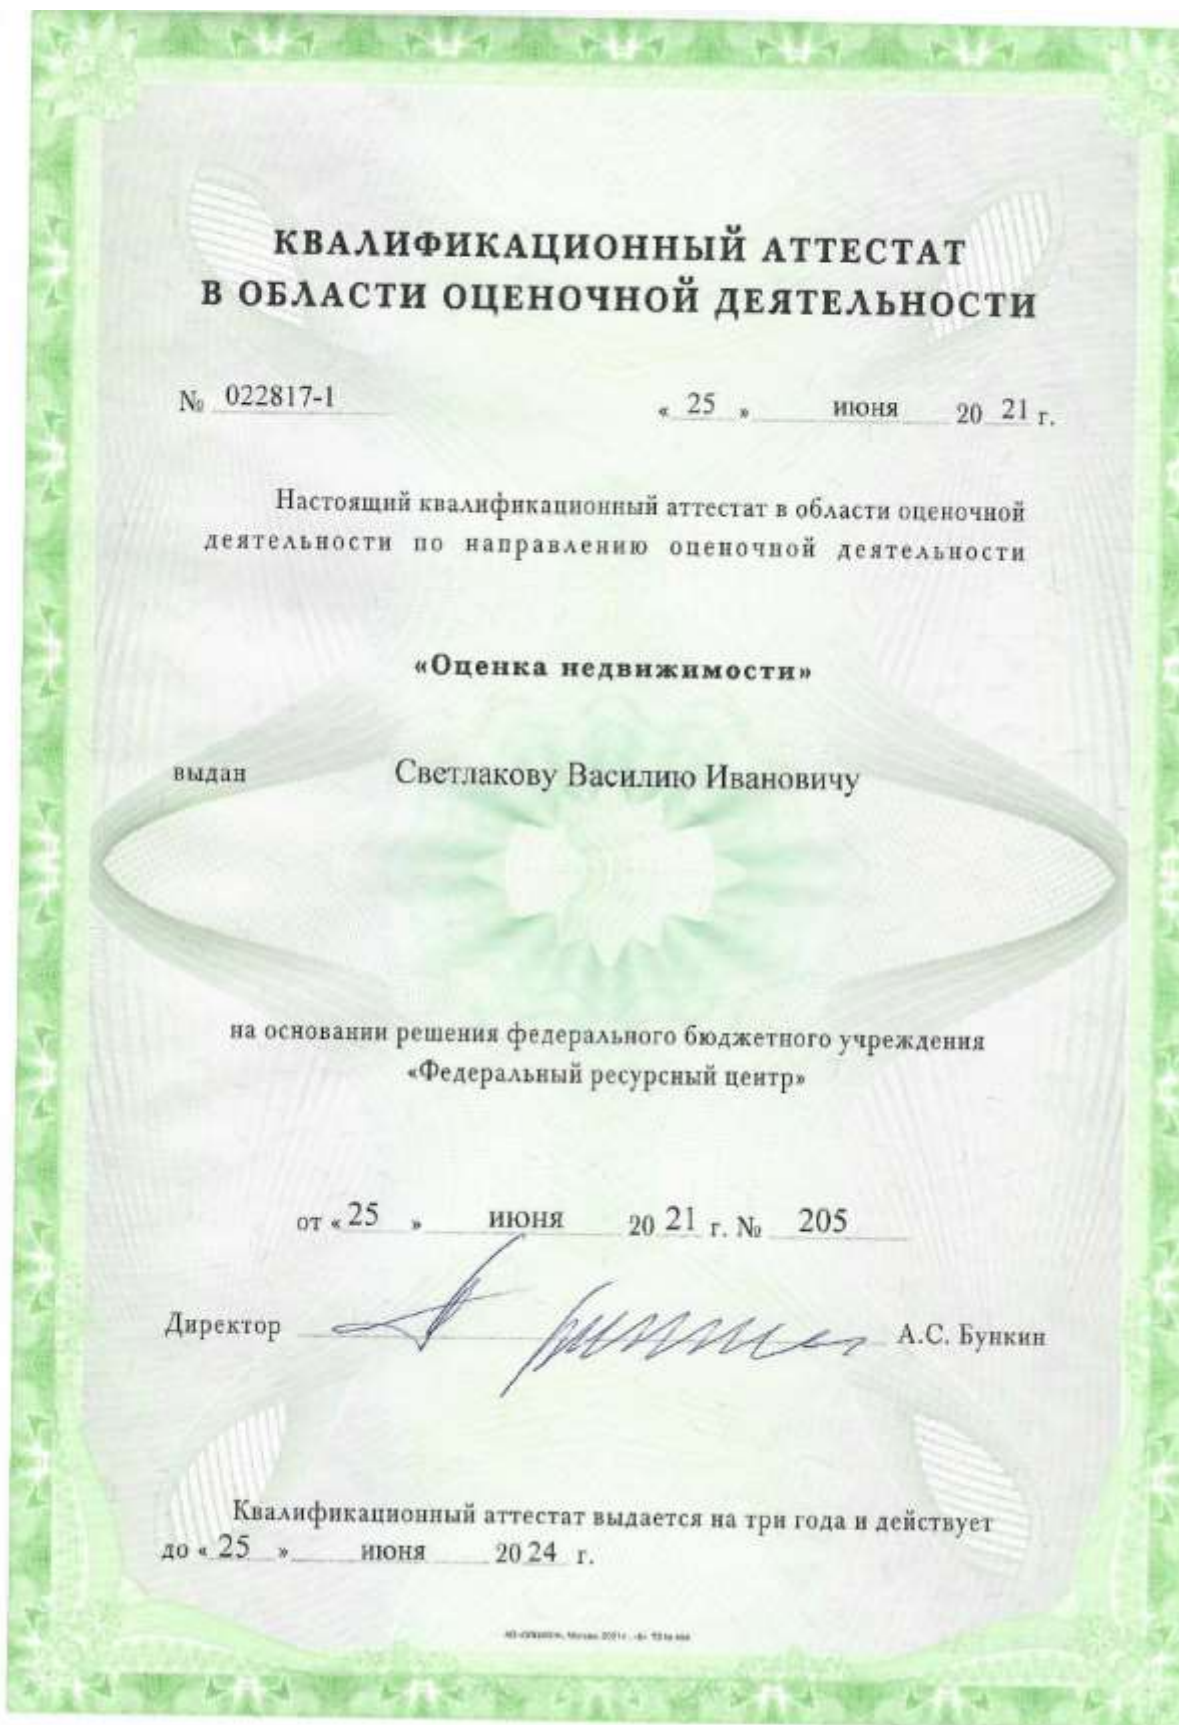 КВАЛИФИКАЦИОННЫЙ АТТЕСТАТ
В ОБЛАСТИ ОЦЕНОЧНОЙ ДЕЯТЕЛЬНОСТИ
№ 022817-1 « 25 » июня 20 21 г.
Настоящий квалификационный аттестат в области оценочной
деятельности по направлению оценочной деятельности
«Оценка недвижимости»
выдан Светлакову Василию Ивановичу
на основании решения федерального бюджетного учреждения
«Федеральный ресурсный центр»
от « 25 » июня 20 21 г. № 205
Директор А.С. Бункин
Квалификационный аттестат выдается на три года и действует
до « 25 » июня 20 24 г.